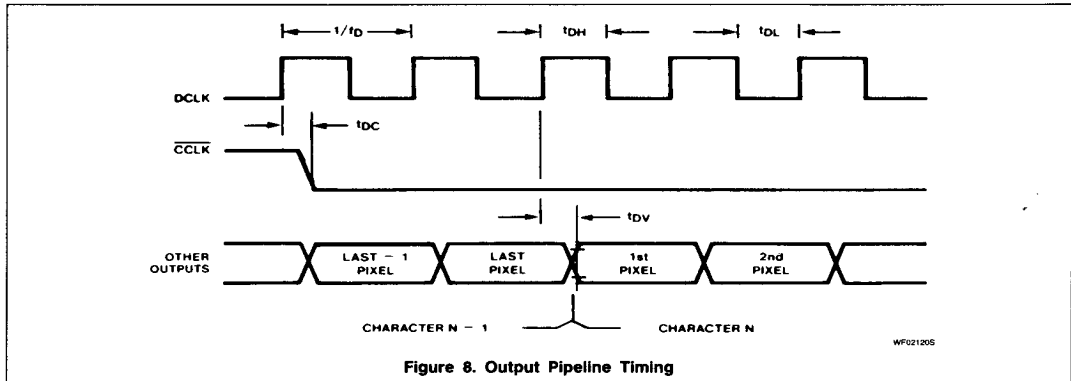 1/fD
tDH
tDL
DCLK
tDC
CCLK
tDV
OTHER
OUTPUTS
LAST − 1
PIXEL
LAST
PIXEL
1st
PIXEL
2nd
PIXEL
CHARACTER N − 1
CHARACTER N
WF02120S
Figure 8. Output Pipeline Timing